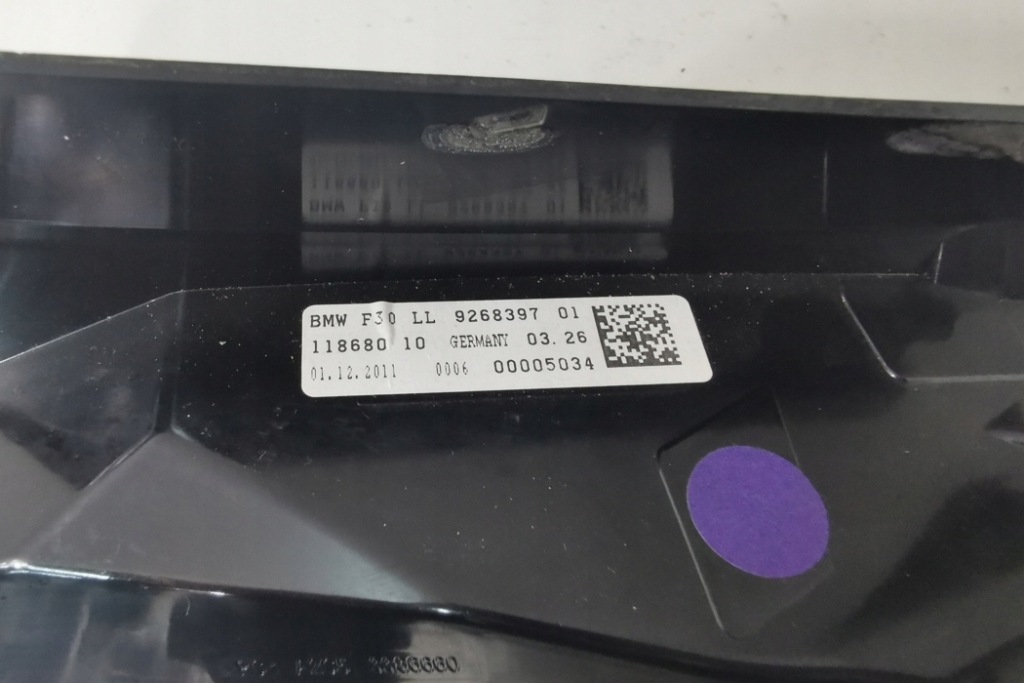 BMW F30 LL 9268397 01
118680 10 GERMANY 03.26
01.12.2011 0006 00005034